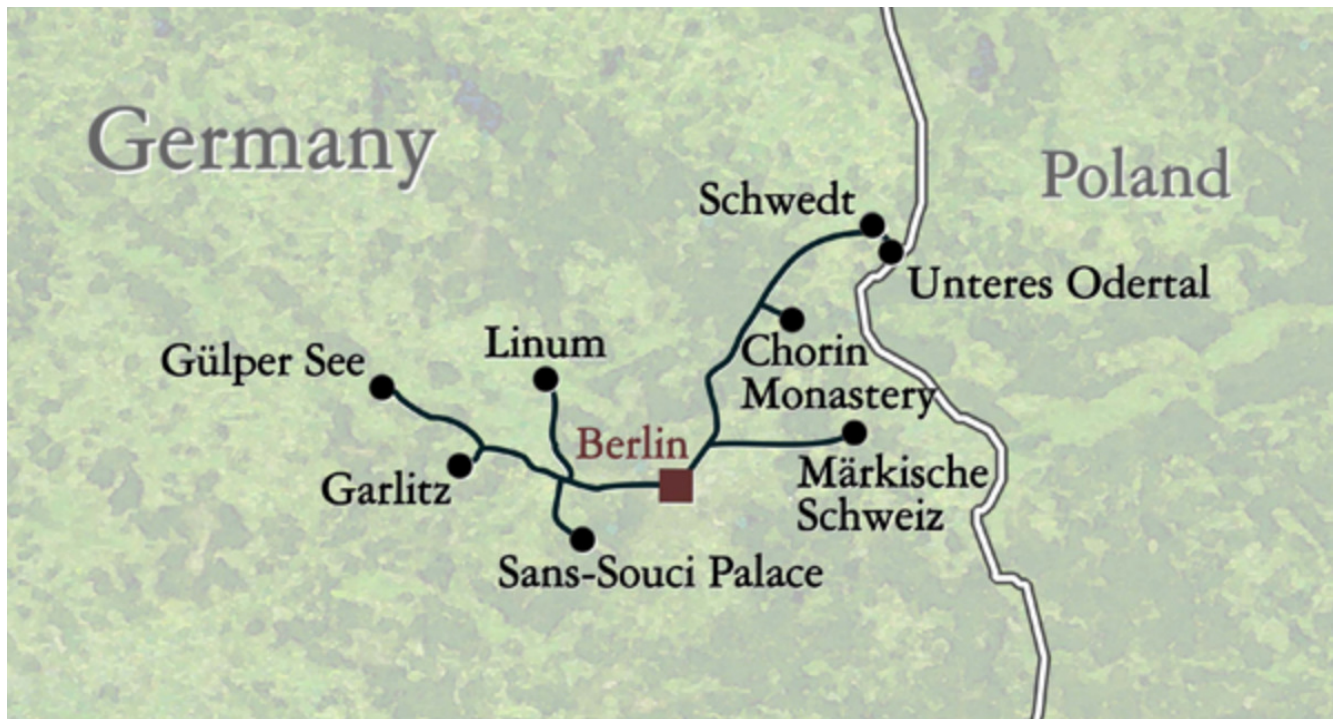 Germany
Poland
Schwedt
Unteres Odertal
Chorin
Monastery
Linum
Gülper See
Berlin
Märkische
Schweiz
Garlitz
Sans-Souci Palace